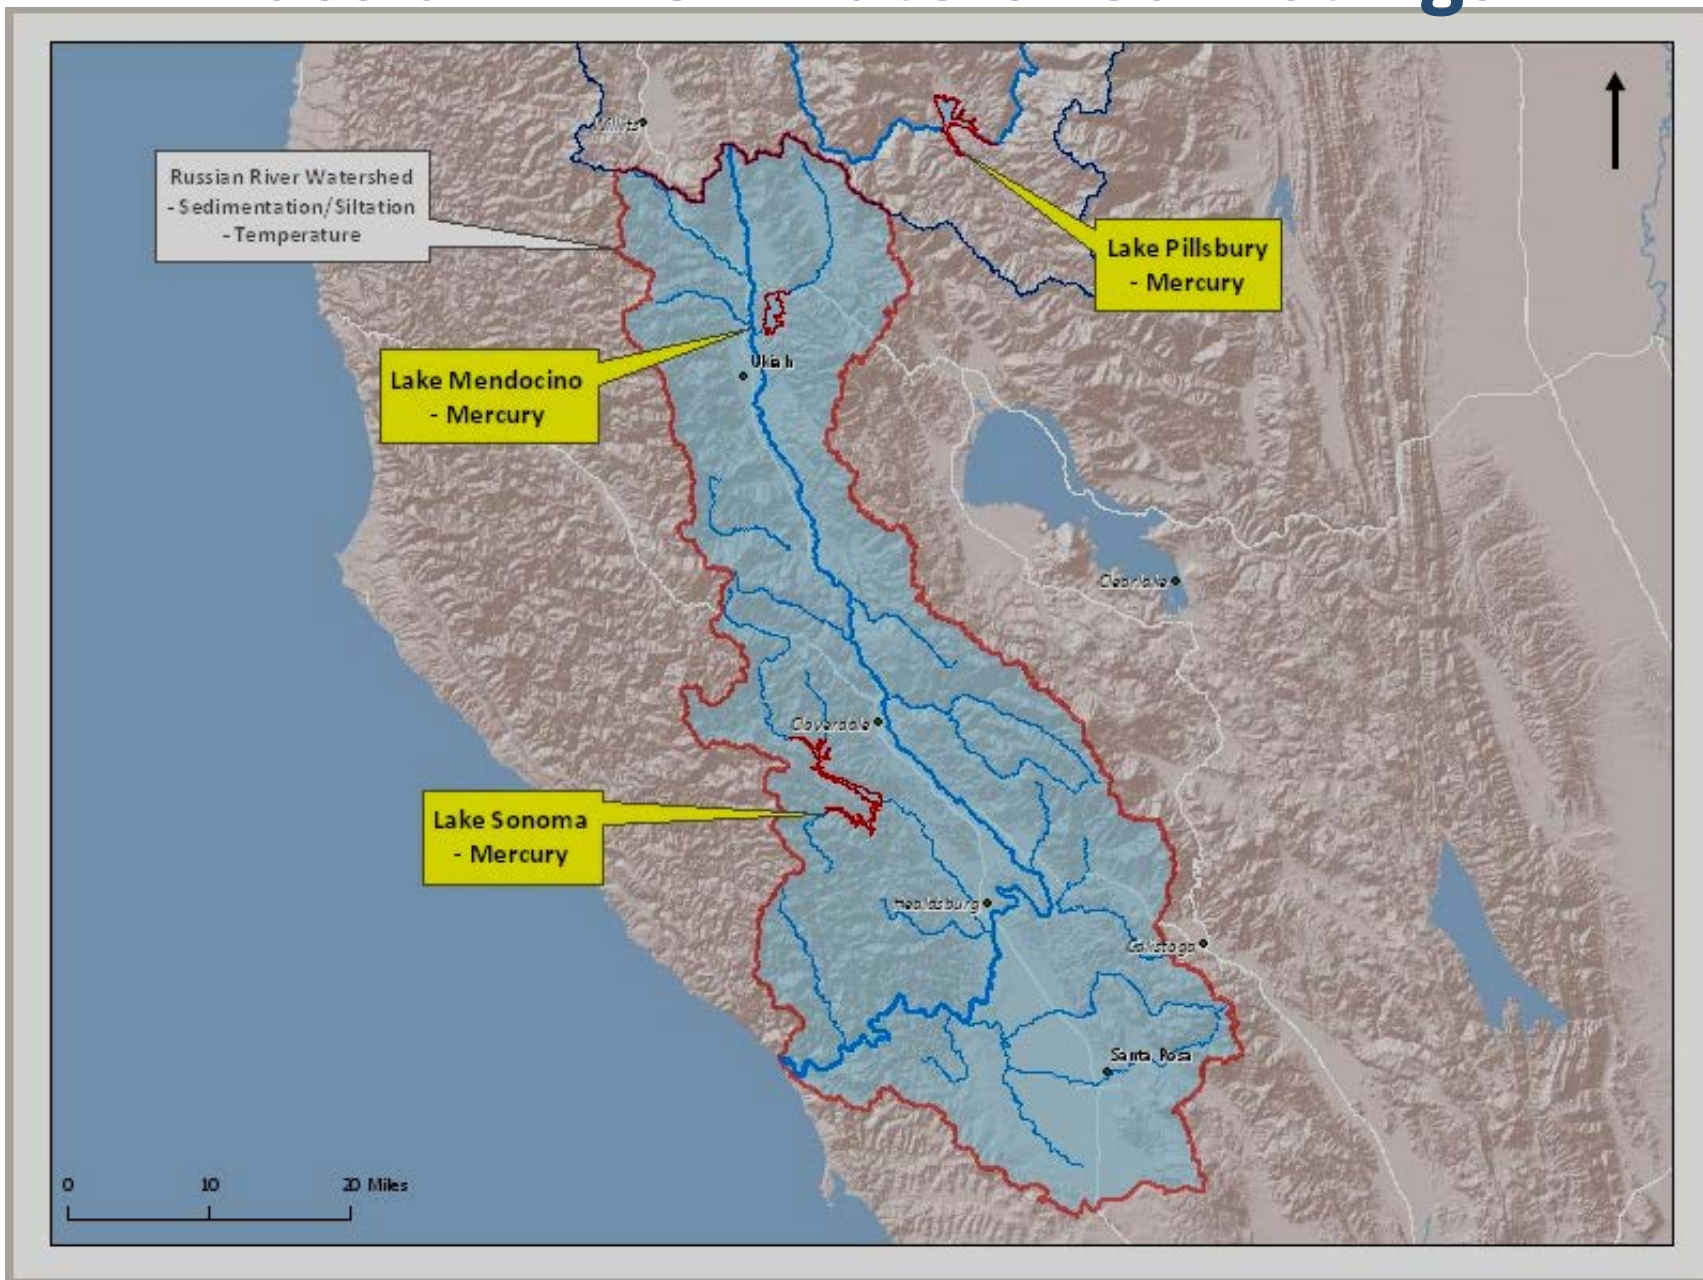 Willits
Russian River Watershed
- Sedimentation/Siltation
- Temperature
Lake Pillsbury
- Mercury
Lake Mendocino
- Mercury
Ukiah
Clearlake
Cloverdale
Lake Sonoma
- Mercury
Healdsburg
Calistoga
Santa Rosa
0 10 20 Miles